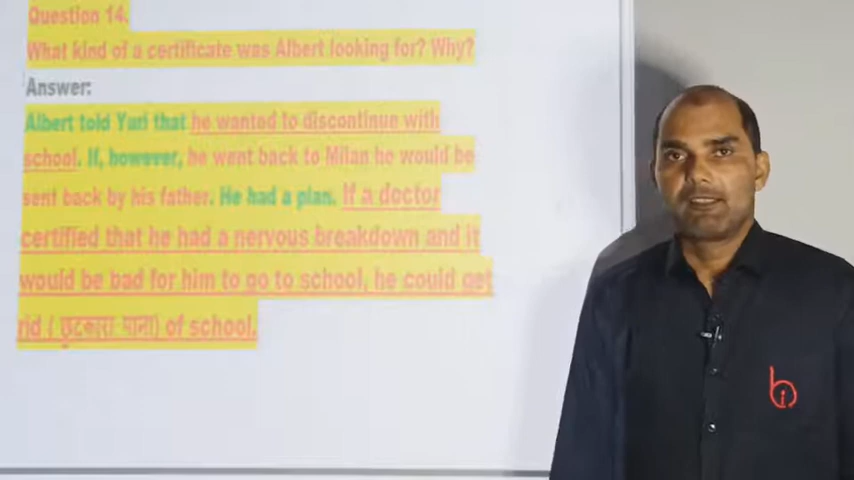 Question 14.
What kind of a certificate was Albert looking for? Why?
Answer:
Albert told Yuri that he wanted to discontinue with
school. If, however, he went back to Milan he would be
sent back by his father. He had a plan. If a doctor
certified that he had a nervous breakdown and it
would be bad for him to go to school, he could get
rid ( छुटकारा पाना) of school.
bi